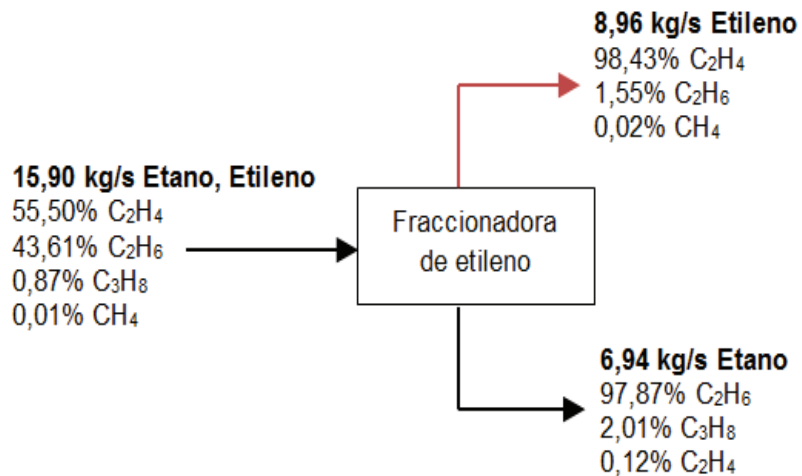 8,96 kg/s Etileno
98,43% C₂H₄
1,55% C₂H₆
0,02% CH₄
15,90 kg/s Etano, Etileno
55,50% C₂H₄
43,61% C₂H₆
0,87% C₃H₈
0,01% CH₄
Fraccionadora
de etileno
6,94 kg/s Etano
97,87% C₂H₆
2,01% C₃H₈
0,12% C₂H₄